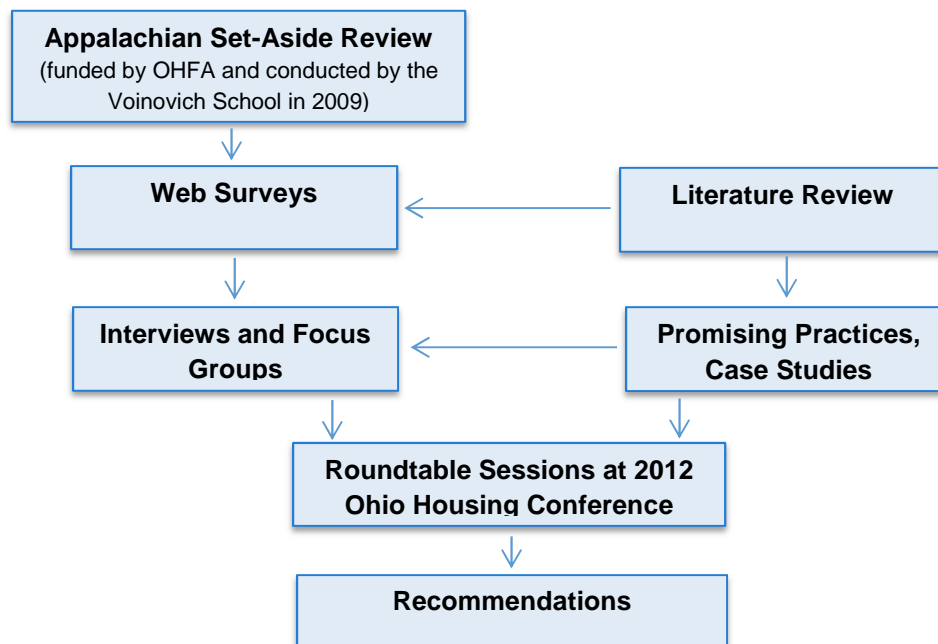 Appalachian Set-Aside Review
(funded by OHFA and conducted by the
Voinovich School in 2009)
Web Surveys
Literature Review
Interviews and Focus
Groups
Promising Practices,
Case Studies
Roundtable Sessions at 2012
Ohio Housing Conference
Recommendations